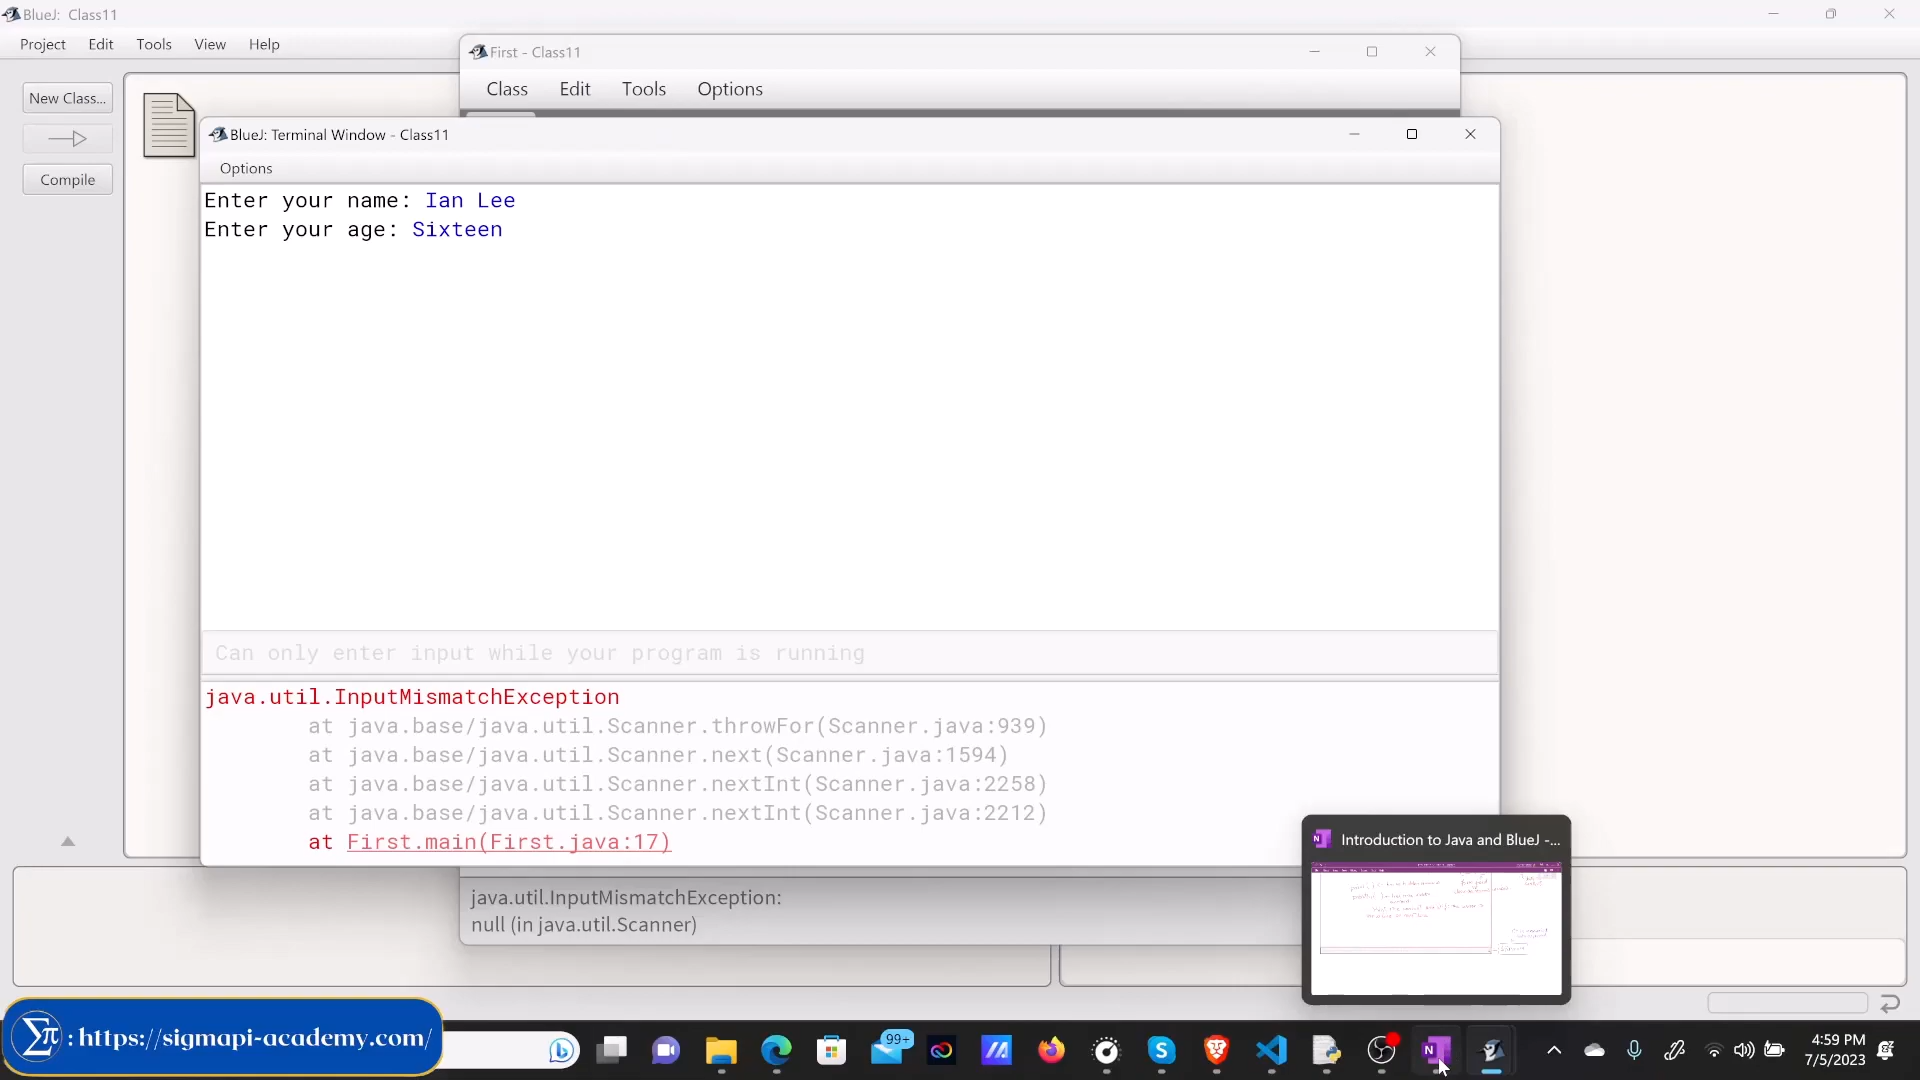 BlueJ: Class11
Project Edit Tools View Help
First - Class11
Class Edit Tools Options
New Class...
Compile
BlueJ: Terminal Window - Class11
Options
Enter your name: Ian Lee
Enter your age: Sixteen
Can only enter input while your program is running
java.util.InputMismatchException
at java.base/java.util.Scanner.throwFor(Scanner.java:939)
at java.base/java.util.Scanner.next(Scanner.java:1594)
at java.base/java.util.Scanner.nextInt(Scanner.java:2258)
at java.base/java.util.Scanner.nextInt(Scanner.java:2212)
at First.main(First.java:17)
java.util.InputMismatchException:
null (in java.util.Scanner)
Introduction to Java and BlueJ -...
Σπ : https://sigmapi-academy.com/
99+
4:59 PM
7/5/2023